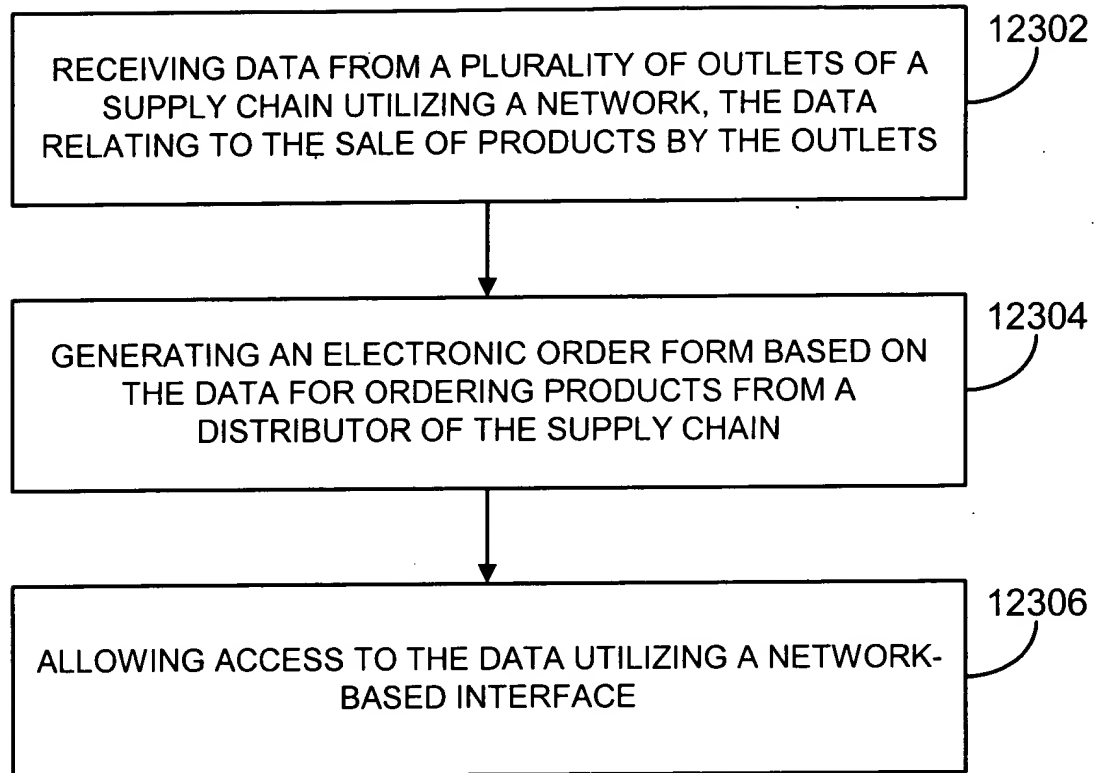 12302
RECEIVING DATA FROM A PLURALITY OF OUTLETS OF A
SUPPLY CHAIN UTILIZING A NETWORK, THE DATA
RELATING TO THE SALE OF PRODUCTS BY THE OUTLETS
12304
GENERATING AN ELECTRONIC ORDER FORM BASED ON
THE DATA FOR ORDERING PRODUCTS FROM A
DISTRIBUTOR OF THE SUPPLY CHAIN
12306
ALLOWING ACCESS TO THE DATA UTILIZING A NETWORK-
BASED INTERFACE